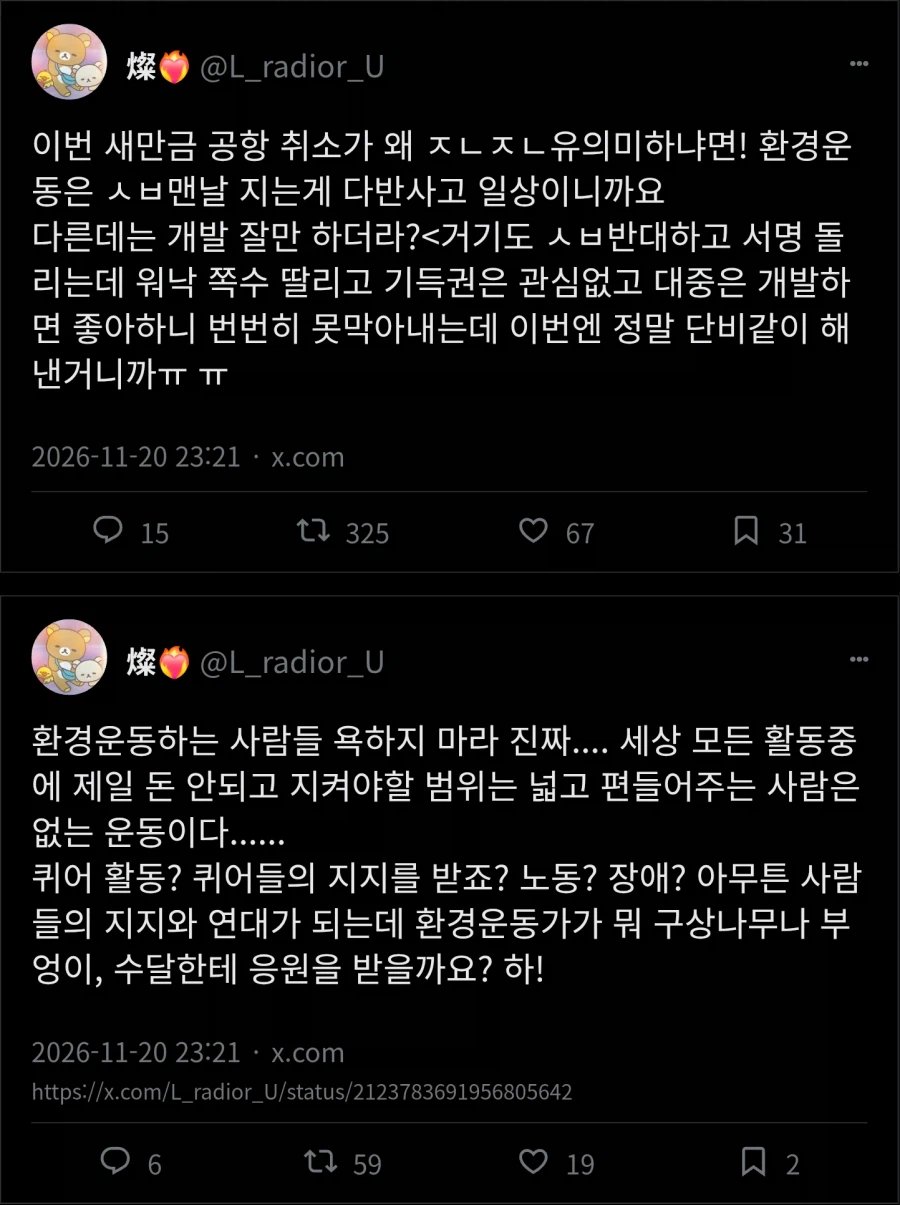 燦❤️‍🔥 @L_radior_U
이번 새만금 공항 취소가 왜 ㅈㄴㅈㄴ유의미하냐면! 환경운
동은 ㅅㅂ맨날 지는게 다반사고 일상이니까요
다른데는 개발 잘만 하더라?<거기도 ㅅㅂ반대하고 서명 돌
리는데 워낙 쪽수 딸리고 기득권은 관심없고 대중은 개발하
면 좋아하니 번번히 못막아내는데 이번엔 정말 단비같이 해
낸거니까ㅠ ㅠ
2026-11-20 23:21 · x.com
15 325 67 31
燦❤️‍🔥 @L_radior_U
환경운동하는 사람들 욕하지 마라 진짜.... 세상 모든 활동중
에 제일 돈 안되고 지켜야할 범위는 넓고 편들어주는 사람은
없는 운동이다......
퀴어 활동? 퀴어들의 지지를 받죠? 노동? 장애? 아무튼 사람
들의 지지와 연대가 되는데 환경운동가가 뭐 구상나무나 부
엉이, 수달한테 응원을 받을까요? 하!
2026-11-20 23:21 · x.com
https://x.com/L_radior_U/status/2123783691956805642
6 59 19 2